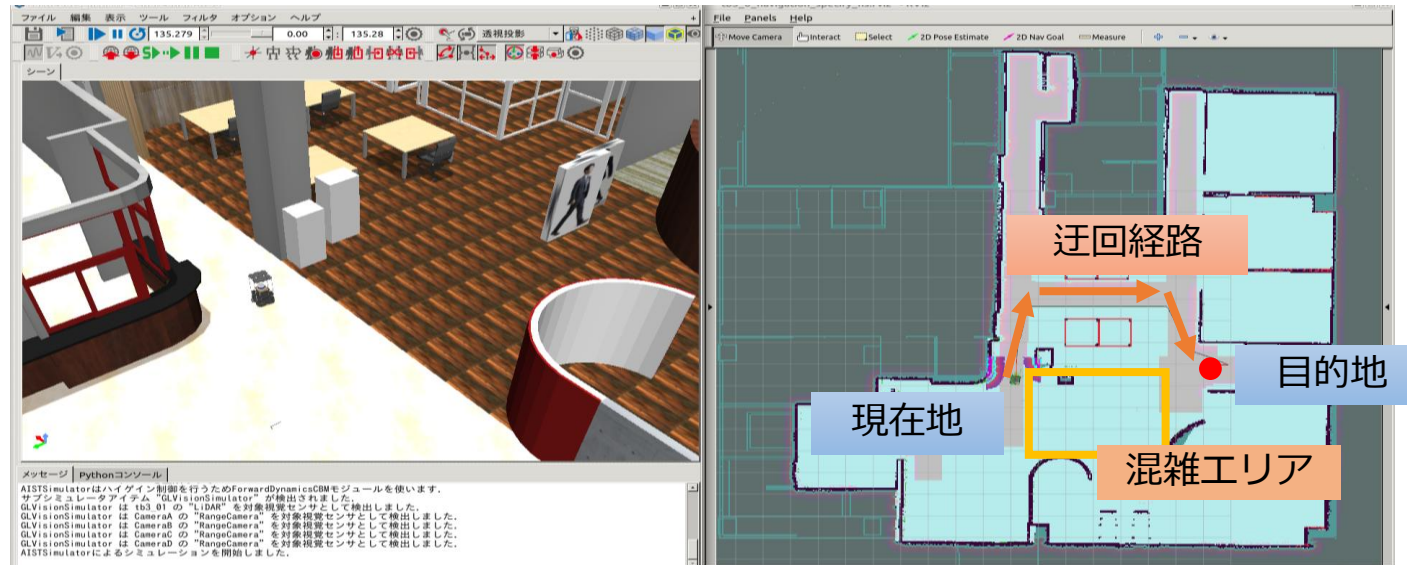 ファイル 編集 表示 ツール フィルタ オプション ヘルプ
135.279 0.00 : 135.28 透視投影
シーン
メッセージ Pythonコンソール
AISTSimulatorはハイゲイン制御を行うためForwardDynamicsCBMモジュールを使います.
サブシミュレータアイテム "GLVisionSimulator" が検出されました.
GLVisionSimulator は tb3_01 の "LiDAR" を対象視覚センサとして検出しました.
GLVisionSimulator は CameraA の "RangeCamera" を対象視覚センサとして検出しました.
GLVisionSimulator は CameraB の "RangeCamera" を対象視覚センサとして検出しました.
GLVisionSimulator は CameraC の "RangeCamera" を対象視覚センサとして検出しました.
GLVisionSimulator は CameraD の "RangeCamera" を対象視覚センサとして検出しました.
AISTSimulatorによるシミュレーションを開始しました.
File Panels Help
Move Camera Interact Select 2D Pose Estimate 2D Nav Goal Measure
迂回経路
目的地
現在地
混雑エリア